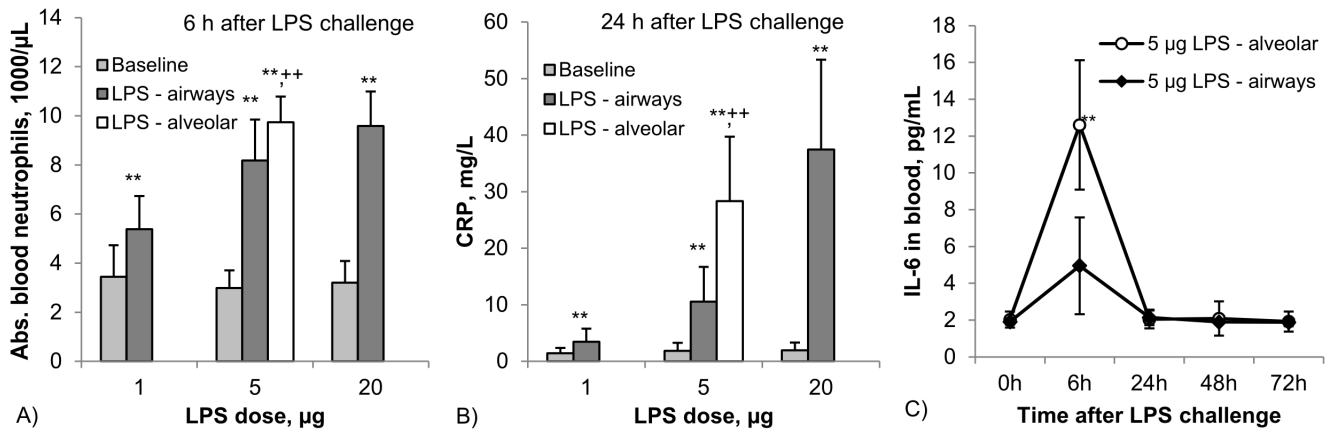 6 h after LPS challenge
Abs. blood neutrophils, 1000/µL
14
12
10
8
6
4
2
0
Baseline
LPS - airways
LPS - alveolar
**
**
**,++
**
1
5
20
LPS dose, µg
A)
24 h after LPS challenge
CRP, mg/L
60
50
40
30
20
10
0
Baseline
LPS - airways
LPS - alveolar
**
**
**,++
**
1
5
20
LPS dose, µg
B)
IL-6 in blood, pg/mL
18
16
14
12
10
8
6
4
2
0
5 µg LPS - alveolar
5 µg LPS - airways
**
0h
6h
24h
48h
72h
Time after LPS challenge
C)